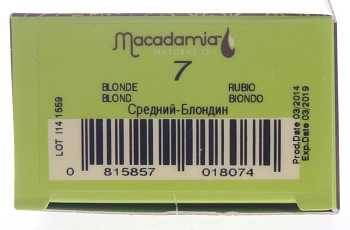 Macadamia
NATURAL OIL
7
BLONDE RUBIO
BLOND BIONDO
Средний-Блондин
LOT I14 1559
Prod.Date 03/2014
Exp.Date 03/2019
0 815857 018074